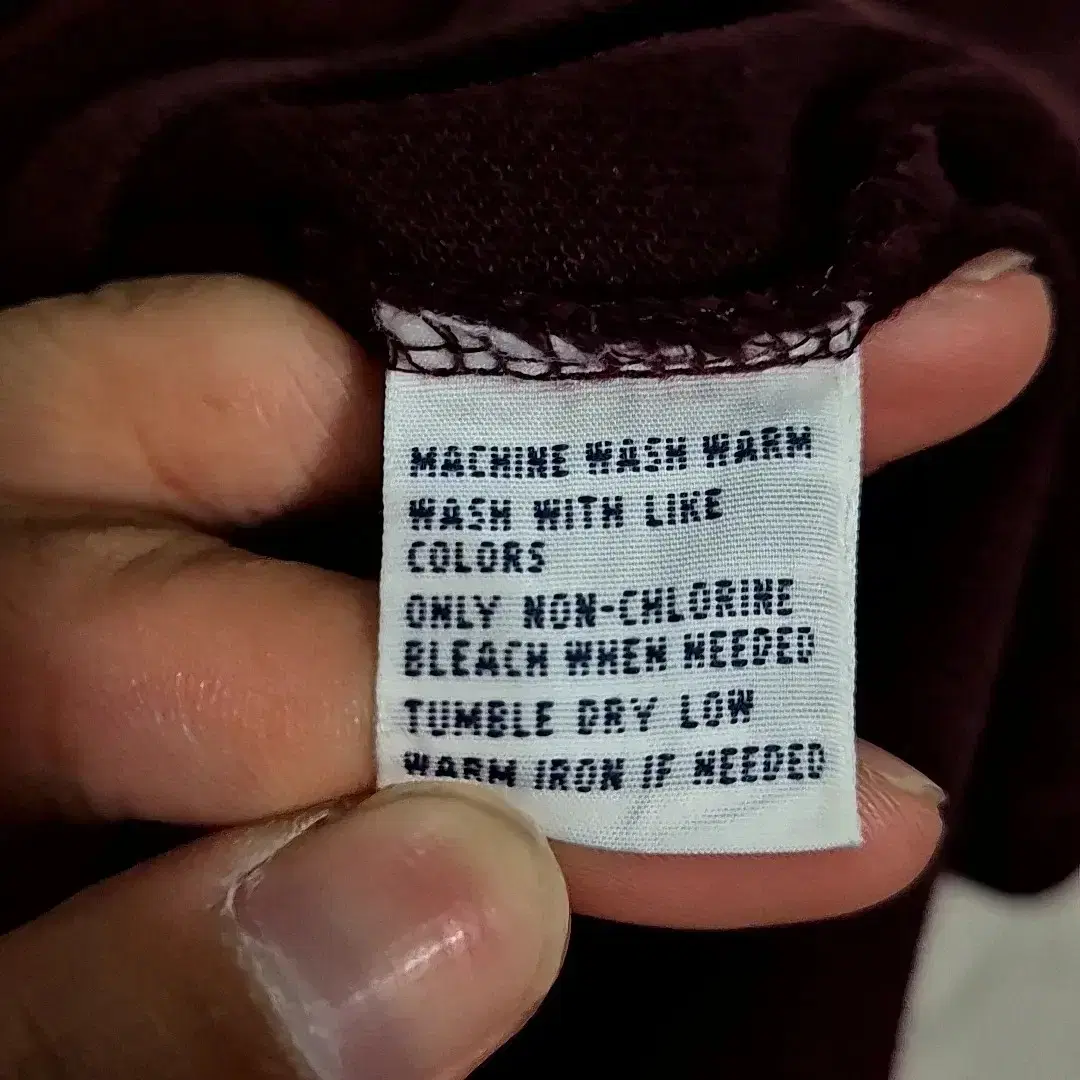 MACHINE WASH WARM
WASH WITH LIKE
COLORS
ONLY NON-CHLORINE
BLEACH WHEN NEEDED
TUMBLE DRY LOW
WARM IRON IF NEEDED